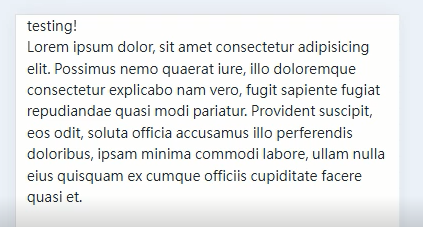 testing!
Lorem ipsum dolor, sit amet consectetur adipisicing
elit. Possimus nemo quaerat iure, illo doloremque
consectetur explicabo nam vero, fugit sapiente fugiat
repudiandae quasi modi pariatur. Provident suscipit,
eos odit, soluta officia accusamus illo perferendis
doloribus, ipsam minima commodi labore, ullam nulla
eius quisquam ex cumque officiis cupiditate facere
quasi et.